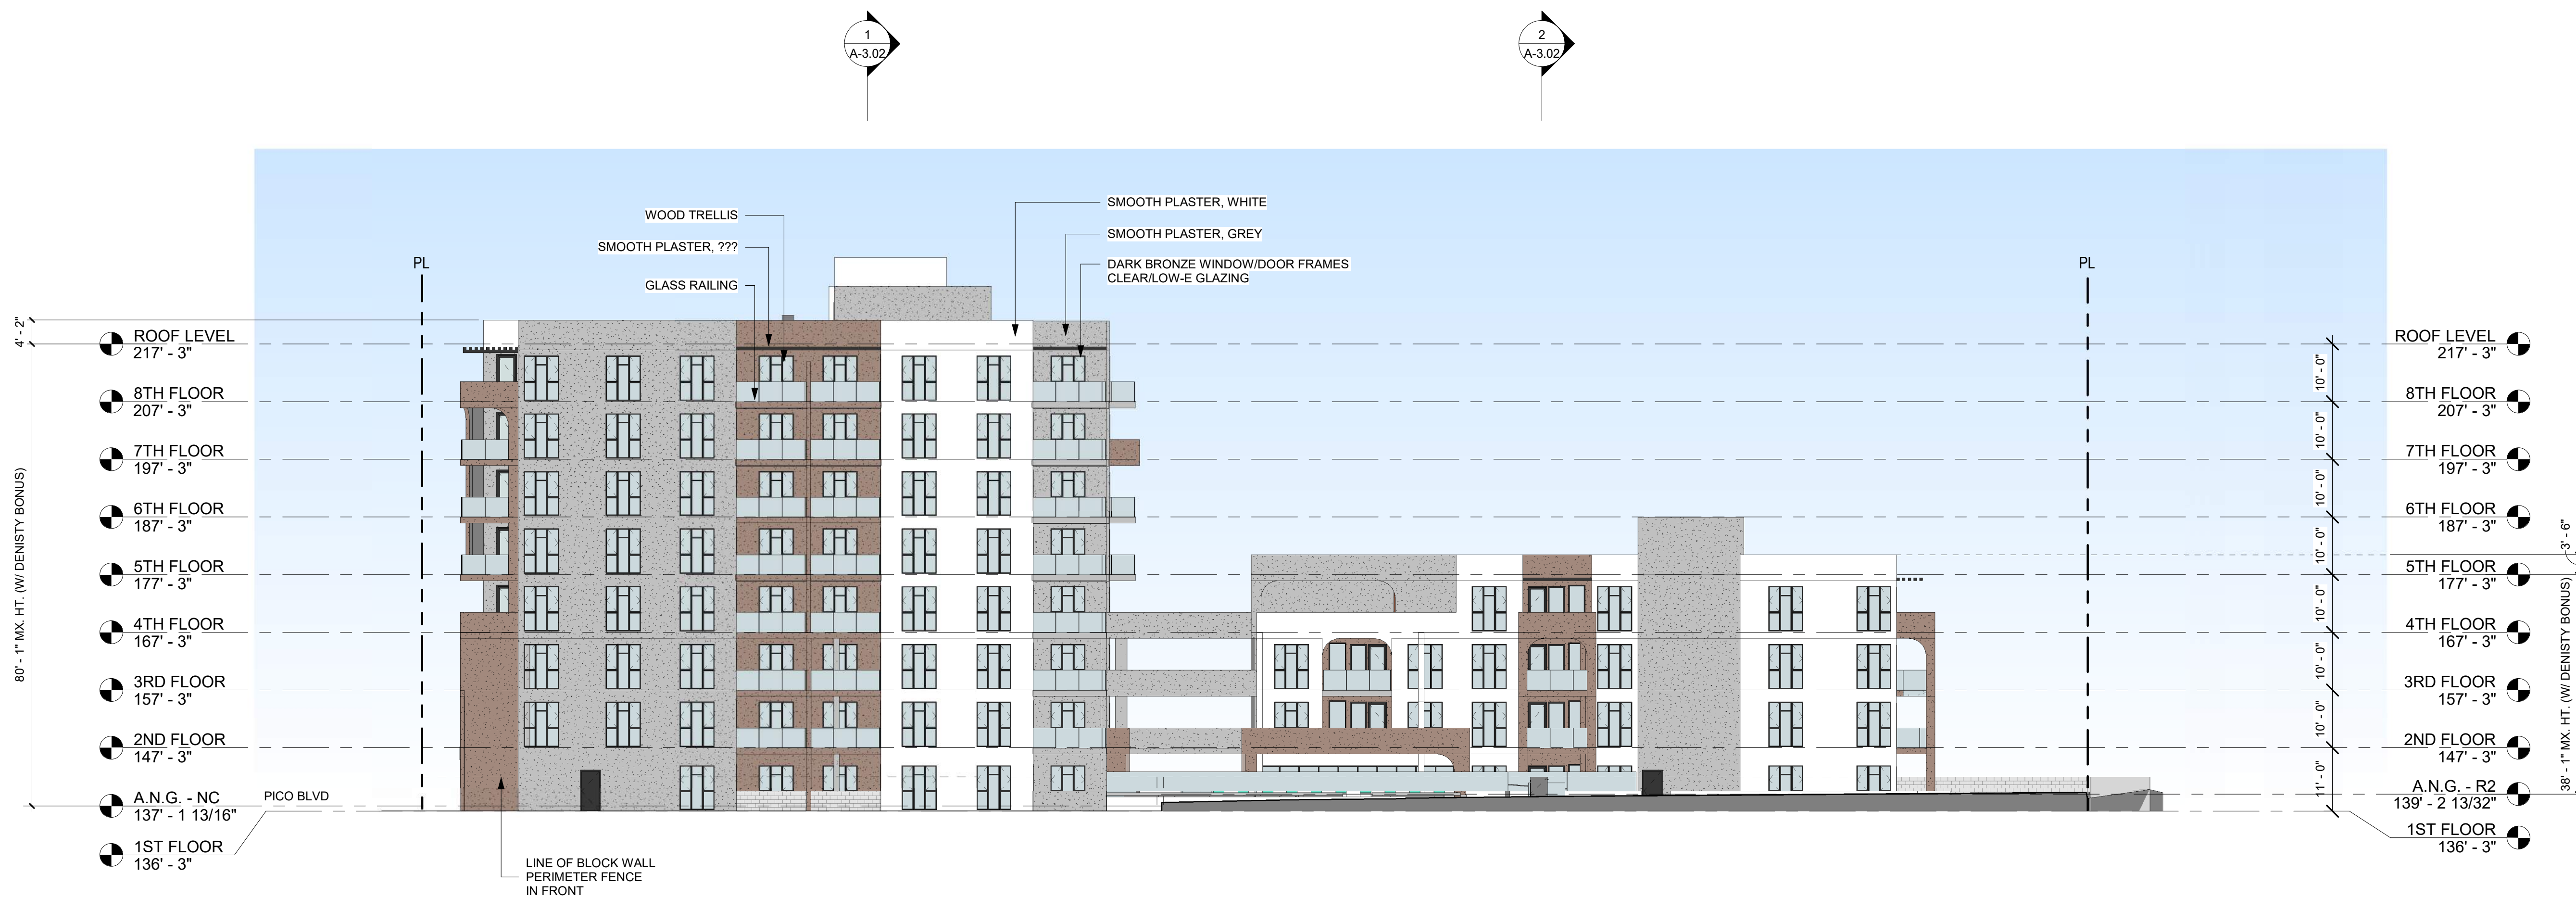 1
A-3.02
2
A-3.02
WOOD TRELLIS
SMOOTH PLASTER, ???
GLASS RAILING
SMOOTH PLASTER, WHITE
SMOOTH PLASTER, GREY
DARK BRONZE WINDOW/DOOR FRAMES
CLEAR/LOW-E GLAZING
PL
PL
4' - 2"
80' - 1" MX. HT. (W/ DENISTY BONUS)
ROOF LEVEL
217' - 3"
8TH FLOOR
207' - 3"
7TH FLOOR
197' - 3"
6TH FLOOR
187' - 3"
5TH FLOOR
177' - 3"
4TH FLOOR
167' - 3"
3RD FLOOR
157' - 3"
2ND FLOOR
147' - 3"
A.N.G. - NC
137' - 1 13/16"
1ST FLOOR
136' - 3"
PICO BLVD
LINE OF BLOCK WALL
PERIMETER FENCE
IN FRONT
10' - 0"
10' - 0"
10' - 0"
10' - 0"
10' - 0"
10' - 0"
10' - 0"
11' - 0"
ROOF LEVEL
217' - 3"
8TH FLOOR
207' - 3"
7TH FLOOR
197' - 3"
6TH FLOOR
187' - 3"
5TH FLOOR
177' - 3"
4TH FLOOR
167' - 3"
3RD FLOOR
157' - 3"
2ND FLOOR
147' - 3"
A.N.G. - R2
139' - 2 13/32"
1ST FLOOR
136' - 3"
3' - 6"
38' - 1" MX. HT. (W/ DENISTY BONUS)